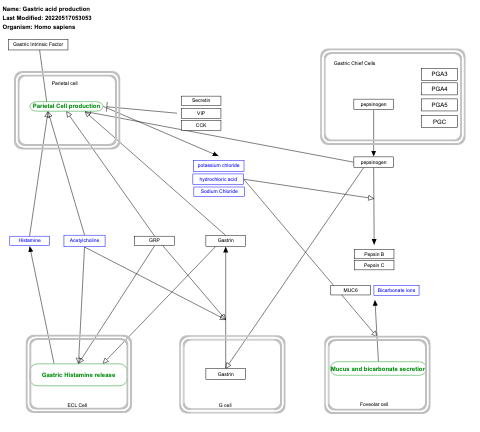 Name: Gastric acid production
Last Modified: 20220517053053
Organism: Homo sapiens
Gastric Intrinsic Factor
Parietal cell
Parietal Cell production
Secretin
VIP
CCK
Gastric Chief Cells
PGA3
PGA4
PGA5
PGC
pepsinogen
pepsinogen
potassium chloride
hydrochloric acid
Sodium Chloride
Histamine
Acetylcholine
GRP
Gastrin
Pepsin B
Pepsin C
MUC6
Bicarbonate ions
Gastric Histamine release
ECL Cell
Gastrin
G cell
Mucus and bicarbonate secretion
Foveolar cell